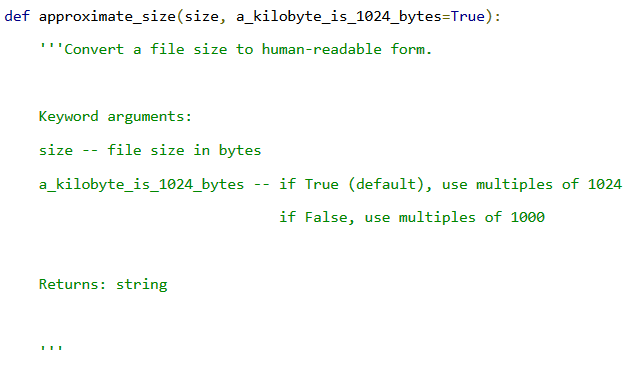 def approximate_size(size, a_kilobyte_is_1024_bytes=True):
'''Convert a file size to human-readable form.
Keyword arguments:
size -- file size in bytes
a_kilobyte_is_1024_bytes -- if True (default), use multiples of 1024
if False, use multiples of 1000
Returns: string
'''